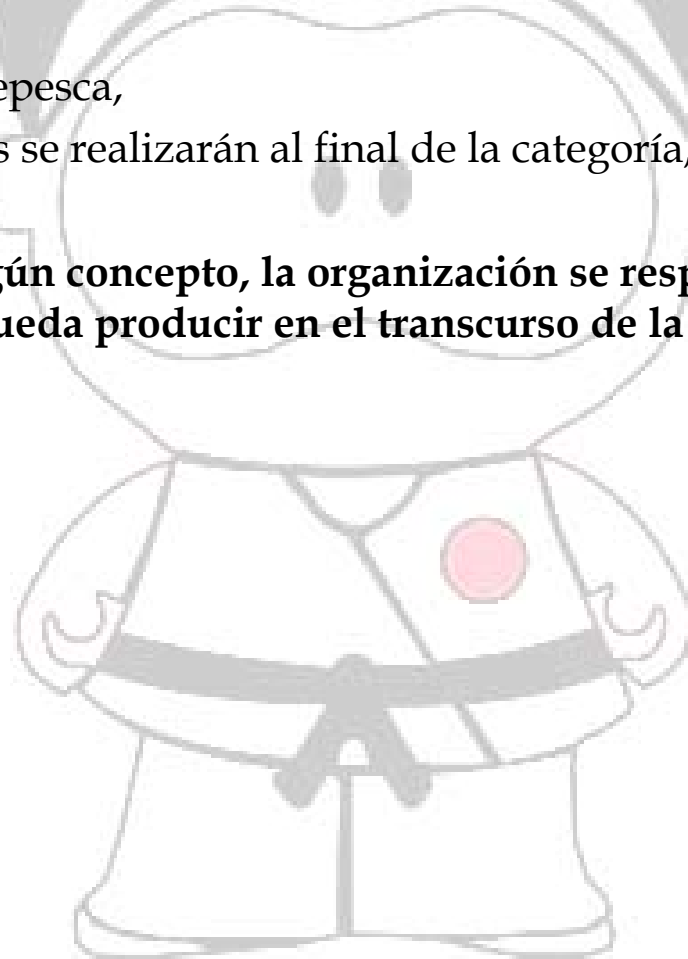 epesca,
s se realizarán al final de la categoría,
gún concepto, la organización se resp
ueda producir en el transcurso de la